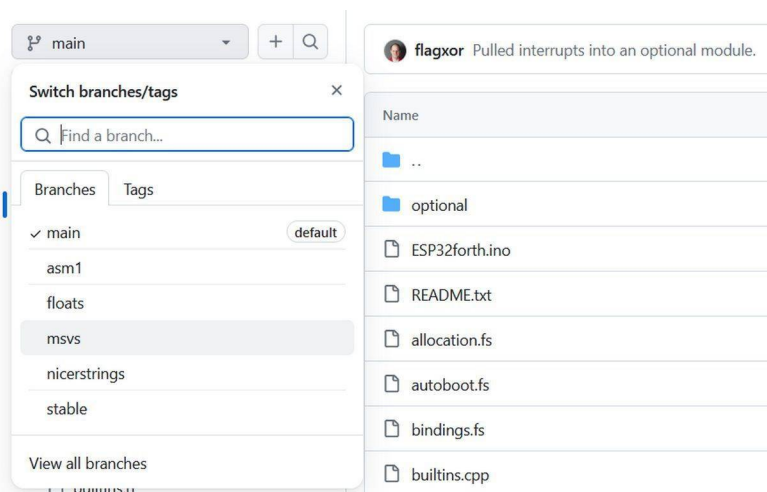 main
flagxor Pulled interrupts into an optional module.
Switch branches/tags
Find a branch...
Branches Tags
main default
asm1
floats
msvs
nicerstrings
stable
View all branches
Name
..
optional
ESP32forth.ino
README.txt
allocation.fs
autoboot.fs
bindings.fs
builtins.cpp